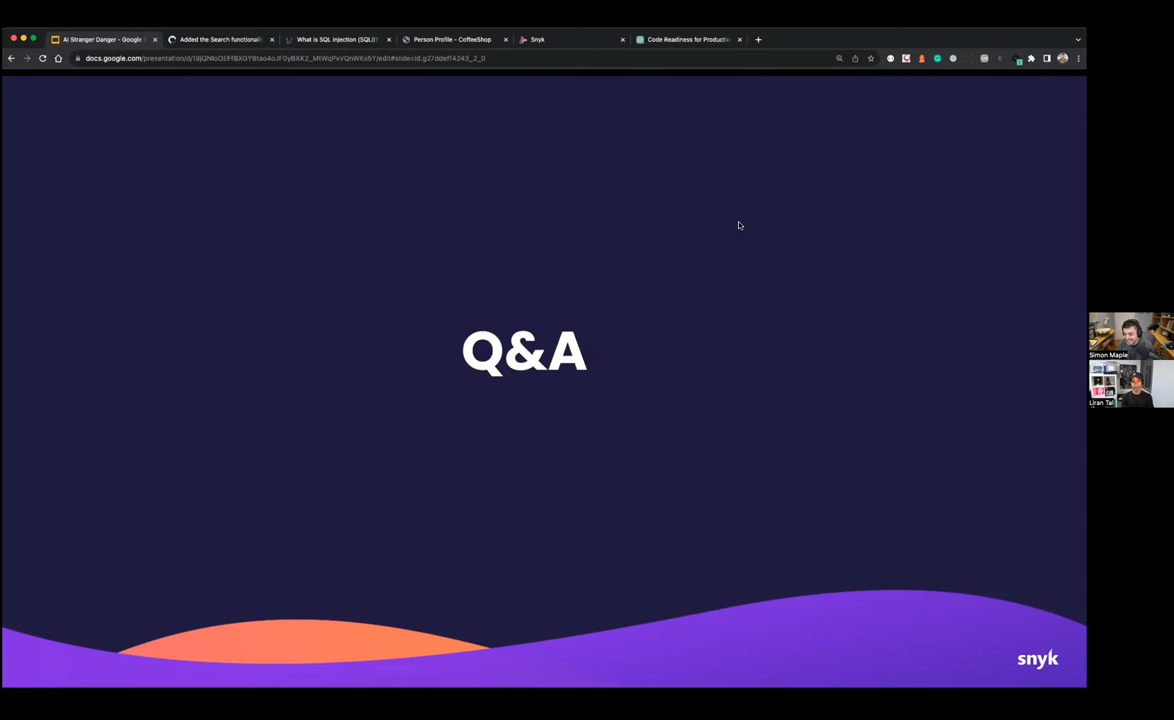 AI Stranger Danger - Google
Added the Search functionali
What is SQL injection (SQLi)?
Person Profile - CoffeeShop
Snyk
Code Readiness for Producti
Q&A
Simon Maple
Liran Tal
snyk